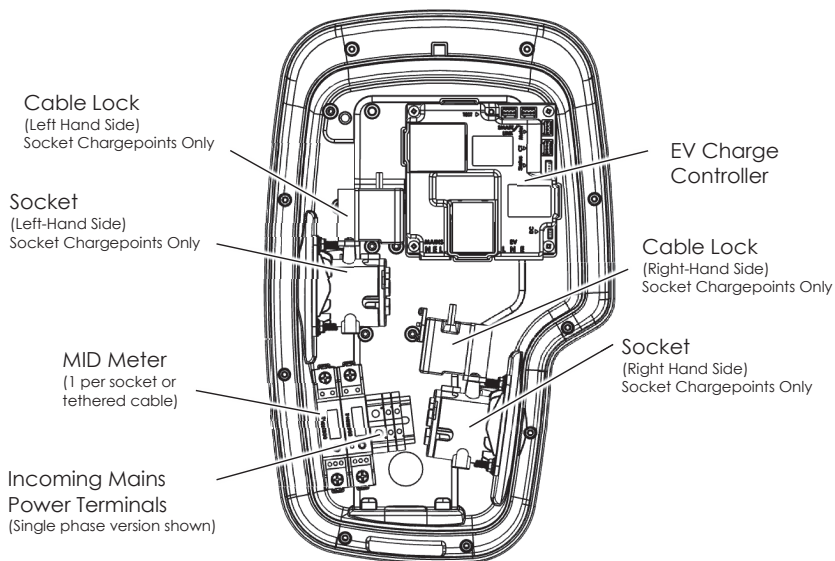 Cable Lock
(Left Hand Side)
Socket Chargepoints Only
Socket
(Left-Hand Side)
Socket Chargepoints Only
MID Meter
(1 per socket or
tethered cable)
Incoming Mains
Power Terminals
(Single phase version shown)
EV Charge
Controller
Cable Lock
(Right-Hand Side)
Socket Chargepoints Only
Socket
(Right Hand Side)
Socket Chargepoints Only
MAINS
EV